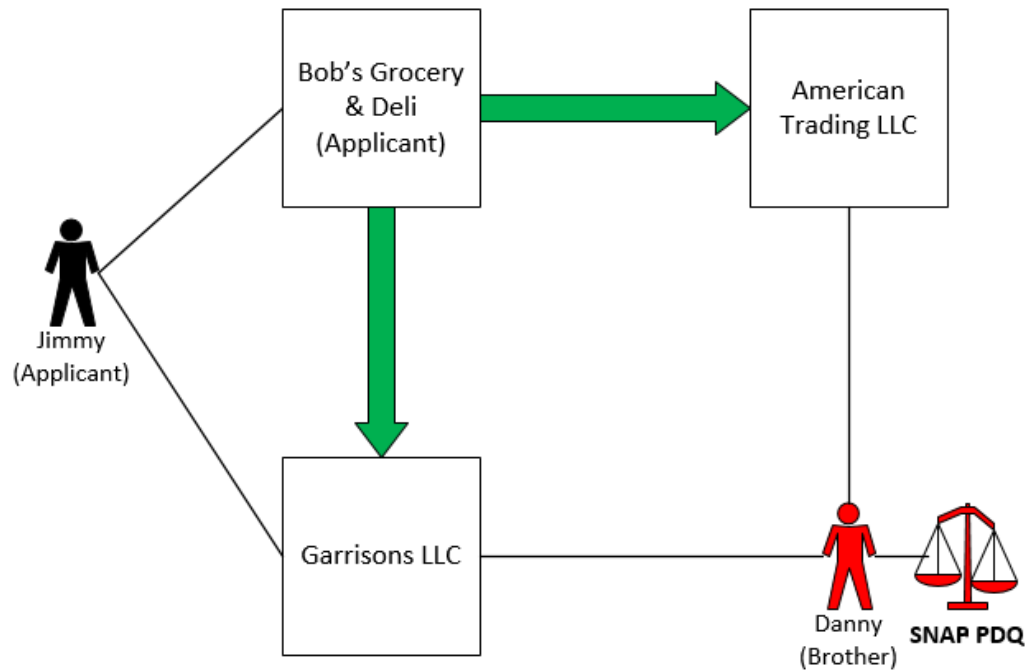 Bob’s Grocery
& Deli
(Applicant)
American
Trading LLC
Jimmy
(Applicant)
Garrisons LLC
Danny
(Brother)
SNAP PDQ